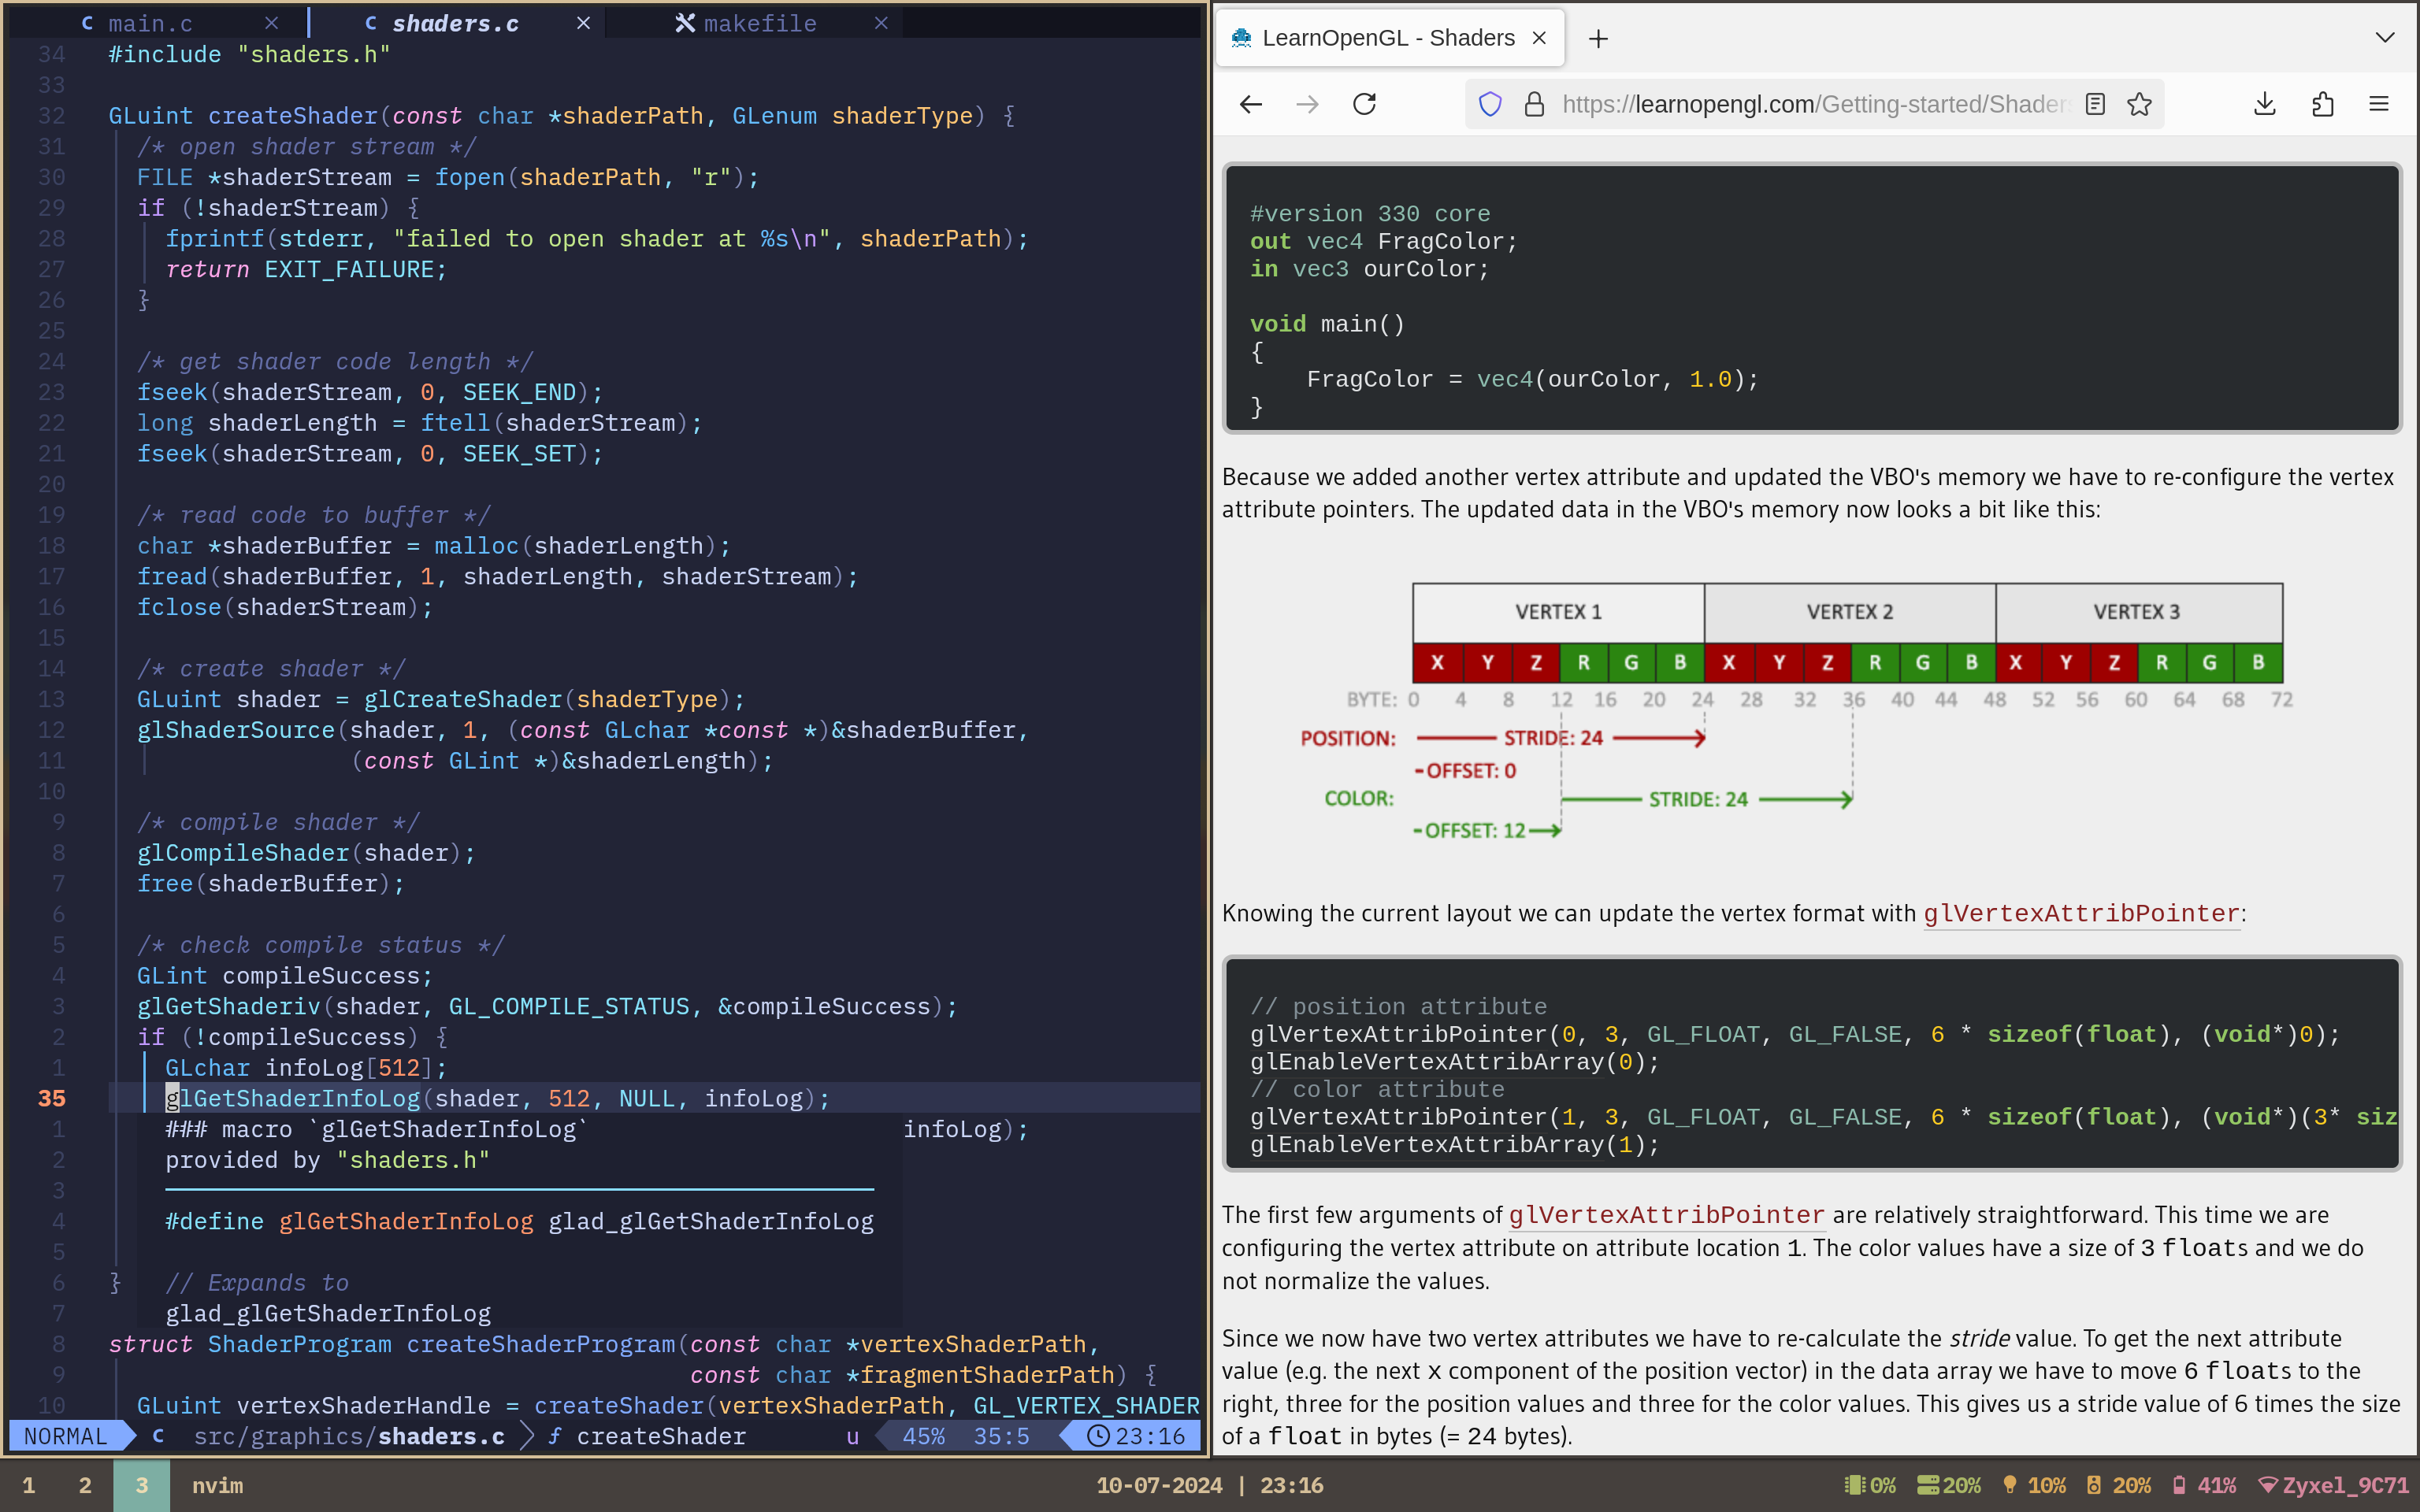 main.c
shaders.c
makefile
34 #include "shaders.h"
33
32 GLuint createShader(const char *shaderPath, GLenum shaderType) {
31 /* open shader stream */
30 FILE *shaderStream = fopen(shaderPath, "r");
29 if (!shaderStream) {
28 fprintf(stderr, "failed to open shader at %s\n", shaderPath);
27 return EXIT_FAILURE;
26 }
25
24 /* get shader code length */
23 fseek(shaderStream, 0, SEEK_END);
22 long shaderLength = ftell(shaderStream);
21 fseek(shaderStream, 0, SEEK_SET);
20
19 /* read code to buffer */
18 char *shaderBuffer = malloc(shaderLength);
17 fread(shaderBuffer, 1, shaderLength, shaderStream);
16 fclose(shaderStream);
15
14 /* create shader */
13 GLuint shader = glCreateShader(shaderType);
12 glShaderSource(shader, 1, (const GLchar *const *)&shaderBuffer,
11 (const GLint *)&shaderLength);
10
9 /* compile shader */
8 glCompileShader(shader);
7 free(shaderBuffer);
6
5 /* check compile status */
4 GLint compileSuccess;
3 glGetShaderiv(shader, GL_COMPILE_STATUS, &compileSuccess);
2 if (!compileSuccess) {
1 GLchar infoLog[512];
35 glGetShaderInfoLog(shader, 512, NULL, infoLog);
1 ### macro `glGetShaderInfoLog` infoLog);
2 provided by "shaders.h"
3
4 #define glGetShaderInfoLog glad_glGetShaderInfoLog
5
6 } // Expands to
7 glad_glGetShaderInfoLog
8 struct ShaderProgram createShaderProgram(const char *vertexShaderPath,
9 const char *fragmentShaderPath) {
10 GLuint vertexShaderHandle = createShader(vertexShaderPath, GL_VERTEX_SHADER
NORMAL C src/graphics/shaders.c f createShader u 45% 35:5 23:16
LearnOpenGL - Shaders
https://learnopengl.com/Getting-started/Shaders
#version 330 core
out vec4 FragColor;
in vec3 ourColor;
void main()
{
FragColor = vec4(ourColor, 1.0);
}
Because we added another vertex attribute and updated the VBO's memory we have to re-configure the vertex
attribute pointers. The updated data in the VBO's memory now looks a bit like this:
VERTEX 1 VERTEX 2 VERTEX 3
X Y Z R G B X Y Z R G B X Y Z R G B
BYTE: 0 4 8 12 16 20 24 28 32 36 40 44 48 52 56 60 64 68 72
POSITION: STRIDE: 24
-OFFSET: 0
COLOR: STRIDE: 24
-OFFSET: 12
Knowing the current layout we can update the vertex format with glVertexAttribPointer:
// position attribute
glVertexAttribPointer(0, 3, GL_FLOAT, GL_FALSE, 6 * sizeof(float), (void*)0);
glEnableVertexAttribArray(0);
// color attribute
glVertexAttribPointer(1, 3, GL_FLOAT, GL_FALSE, 6 * sizeof(float), (void*)(3* siz
glEnableVertexAttribArray(1);
The first few arguments of glVertexAttribPointer are relatively straightforward. This time we are
configuring the vertex attribute on attribute location 1. The color values have a size of 3 floats and we do
not normalize the values.
Since we now have two vertex attributes we have to re-calculate the stride value. To get the next attribute
value (e.g. the next x component of the position vector) in the data array we have to move 6 floats to the
right, three for the position values and three for the color values. This gives us a stride value of 6 times the size
of a float in bytes (= 24 bytes).
1 2 3 nvim 10-07-2024 | 23:16 0% 20% 10% 20% 41% Zyxel_9C71